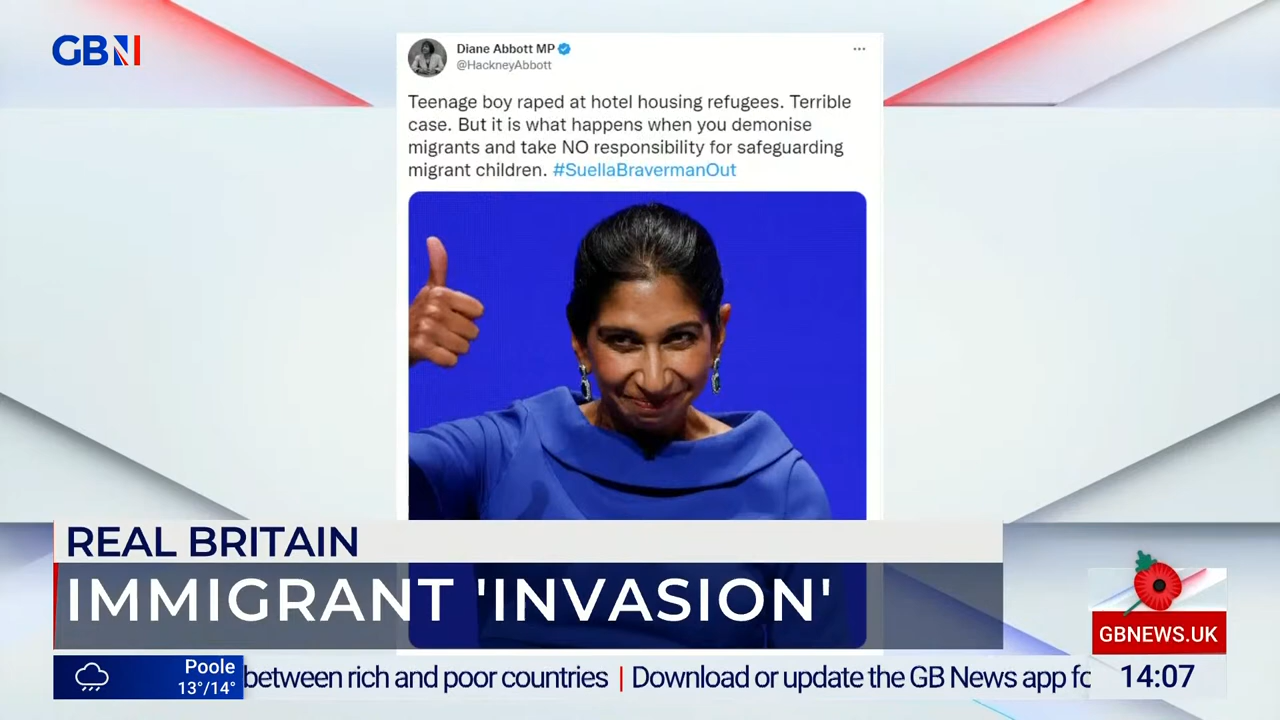 GBN
Diane Abbott MP
@HackneyAbbott
Teenage boy raped at hotel housing refugees. Terrible
case. But it is what happens when you demonise
migrants and take NO responsibility for safeguarding
migrant children. #SuellaBravermanOut
REAL BRITAIN
IMMIGRANT 'INVASION'
GBNEWS.UK
Poole
13°/14°
between rich and poor countries | Download or update the GB News app fo
14:07